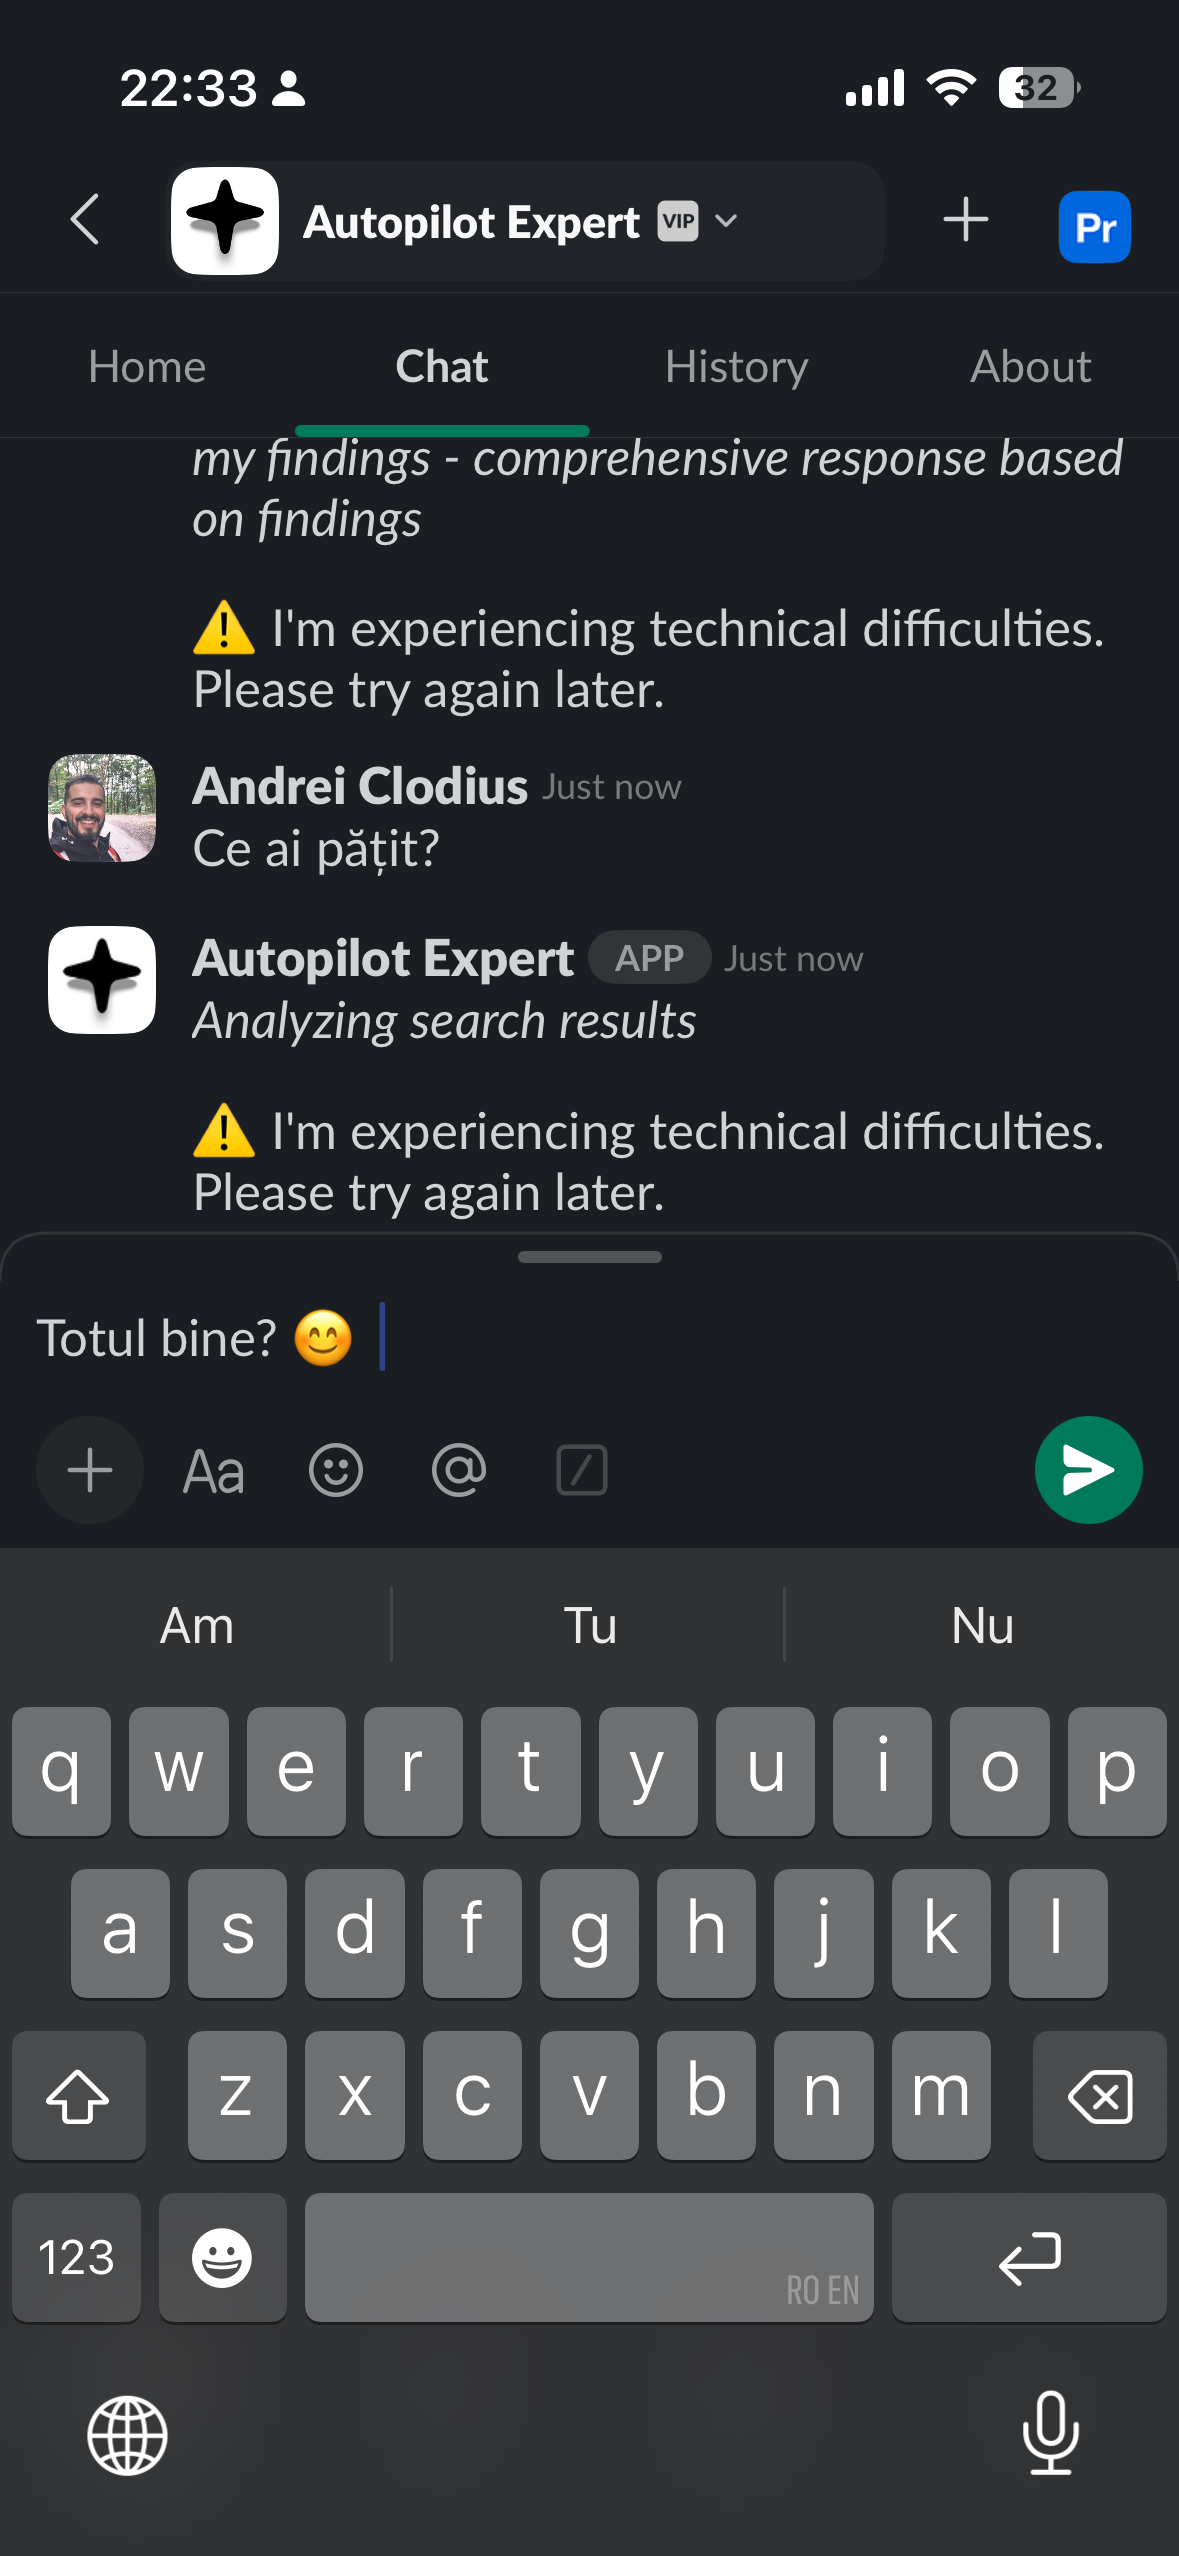 22:33
32
Autopilot Expert VIP
Pr
Home Chat History About
my findings - comprehensive response based
on findings
⚠️ I'm experiencing technical difficulties.
Please try again later.
Andrei Clodius Just now
Ce ai pățit?
Autopilot Expert APP Just now
Analyzing search results
⚠️ I'm experiencing technical difficulties.
Please try again later.
Totul bine? 😊
Aa @ /
Am Tu Nu
q w e r t y u i o p
a s d f g h j k l
z x c v b n m
123 RO EN